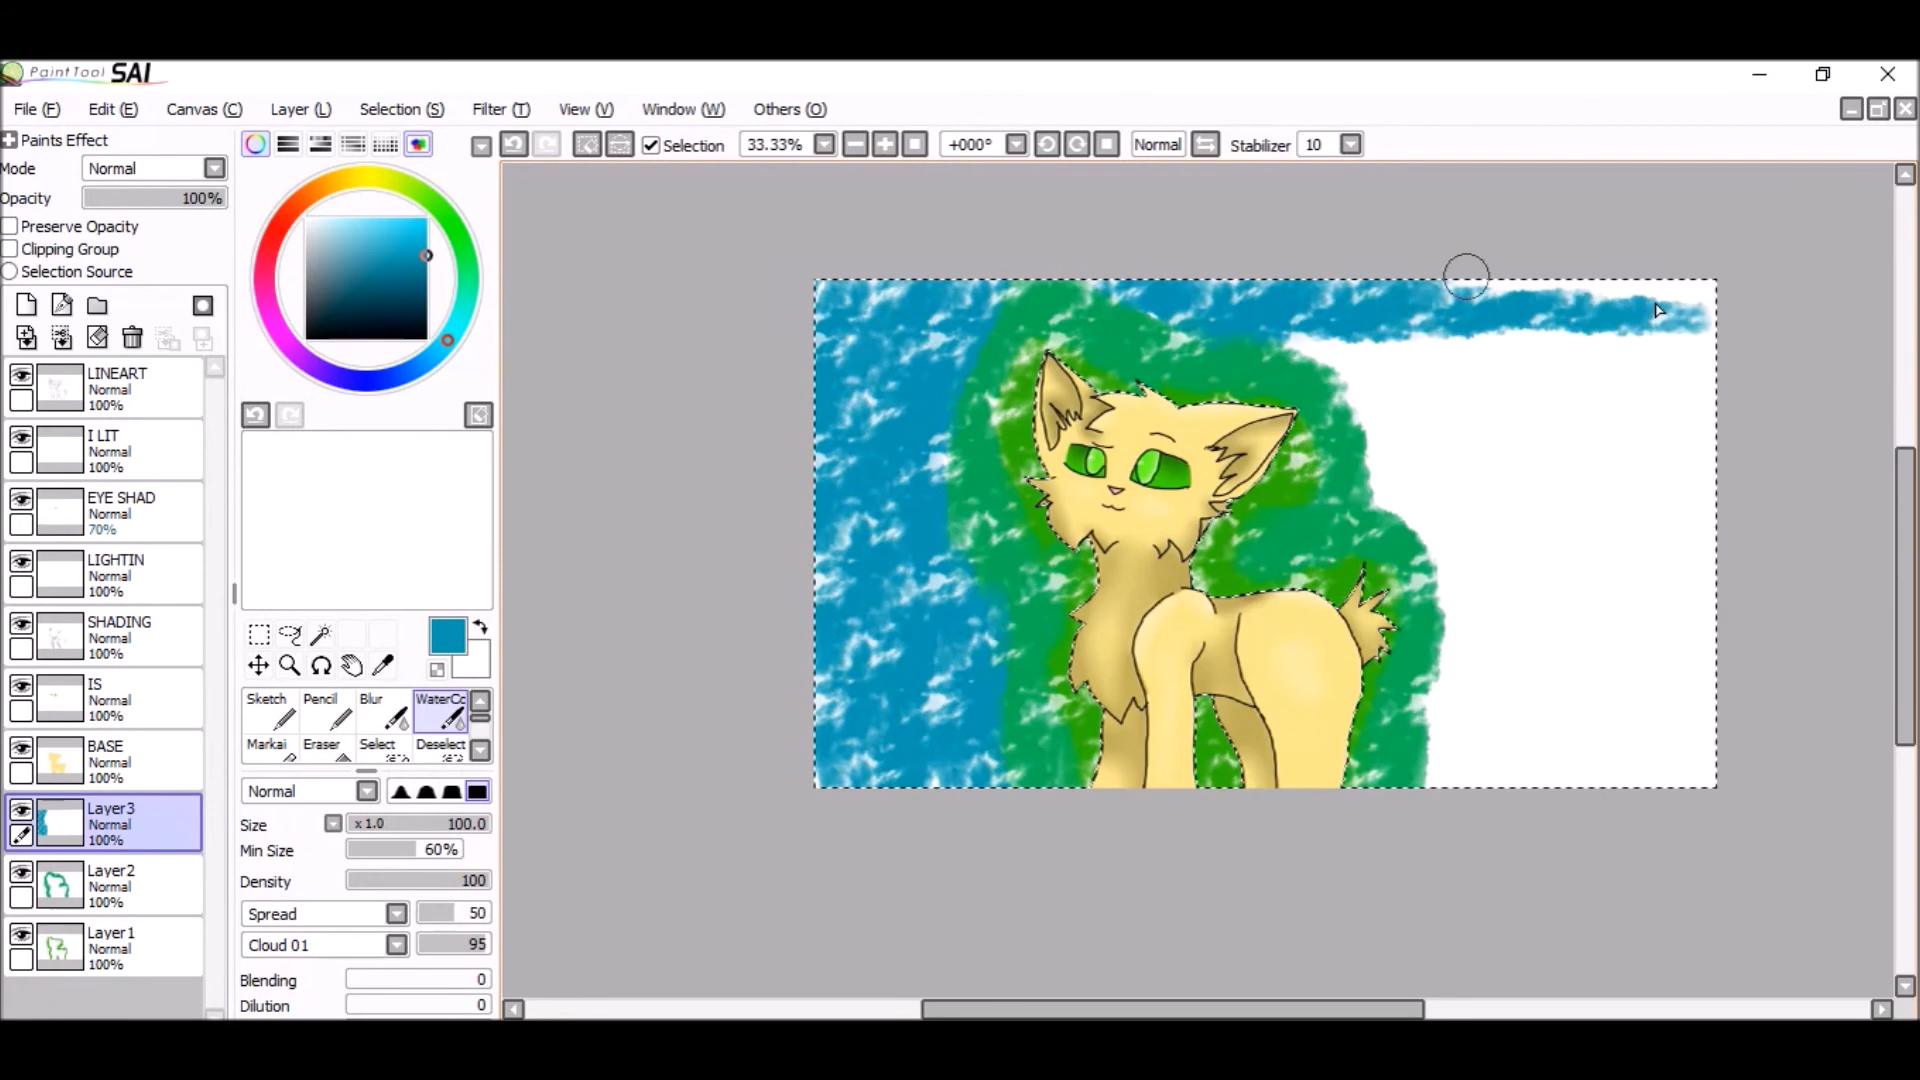 PaintTool SAI
File (F) Edit (E) Canvas (C) Layer (L) Selection (S) Filter (T) View (V) Window (W) Others (O)
Paints Effect
Mode Normal
Opacity 100%
Preserve Opacity
Clipping Group
Selection Source
Selection 33.33% +000° Normal Stabilizer 10
LINEART
Normal
100%
I LIT
Normal
100%
EYE SHAD
Normal
70%
LIGHTIN
Normal
100%
SHADING
Normal
100%
IS
Normal
100%
BASE
Normal
100%
Layer3
Normal
100%
Layer2
Normal
100%
Layer1
Normal
100%
Sketch Pencil Blur WaterCc
Markai Eraser Select Deselect
Normal
Size x 1.0 100.0
Min Size 60%
Density 100
Spread 50
Cloud 01 95
Blending 0
Dilution 0